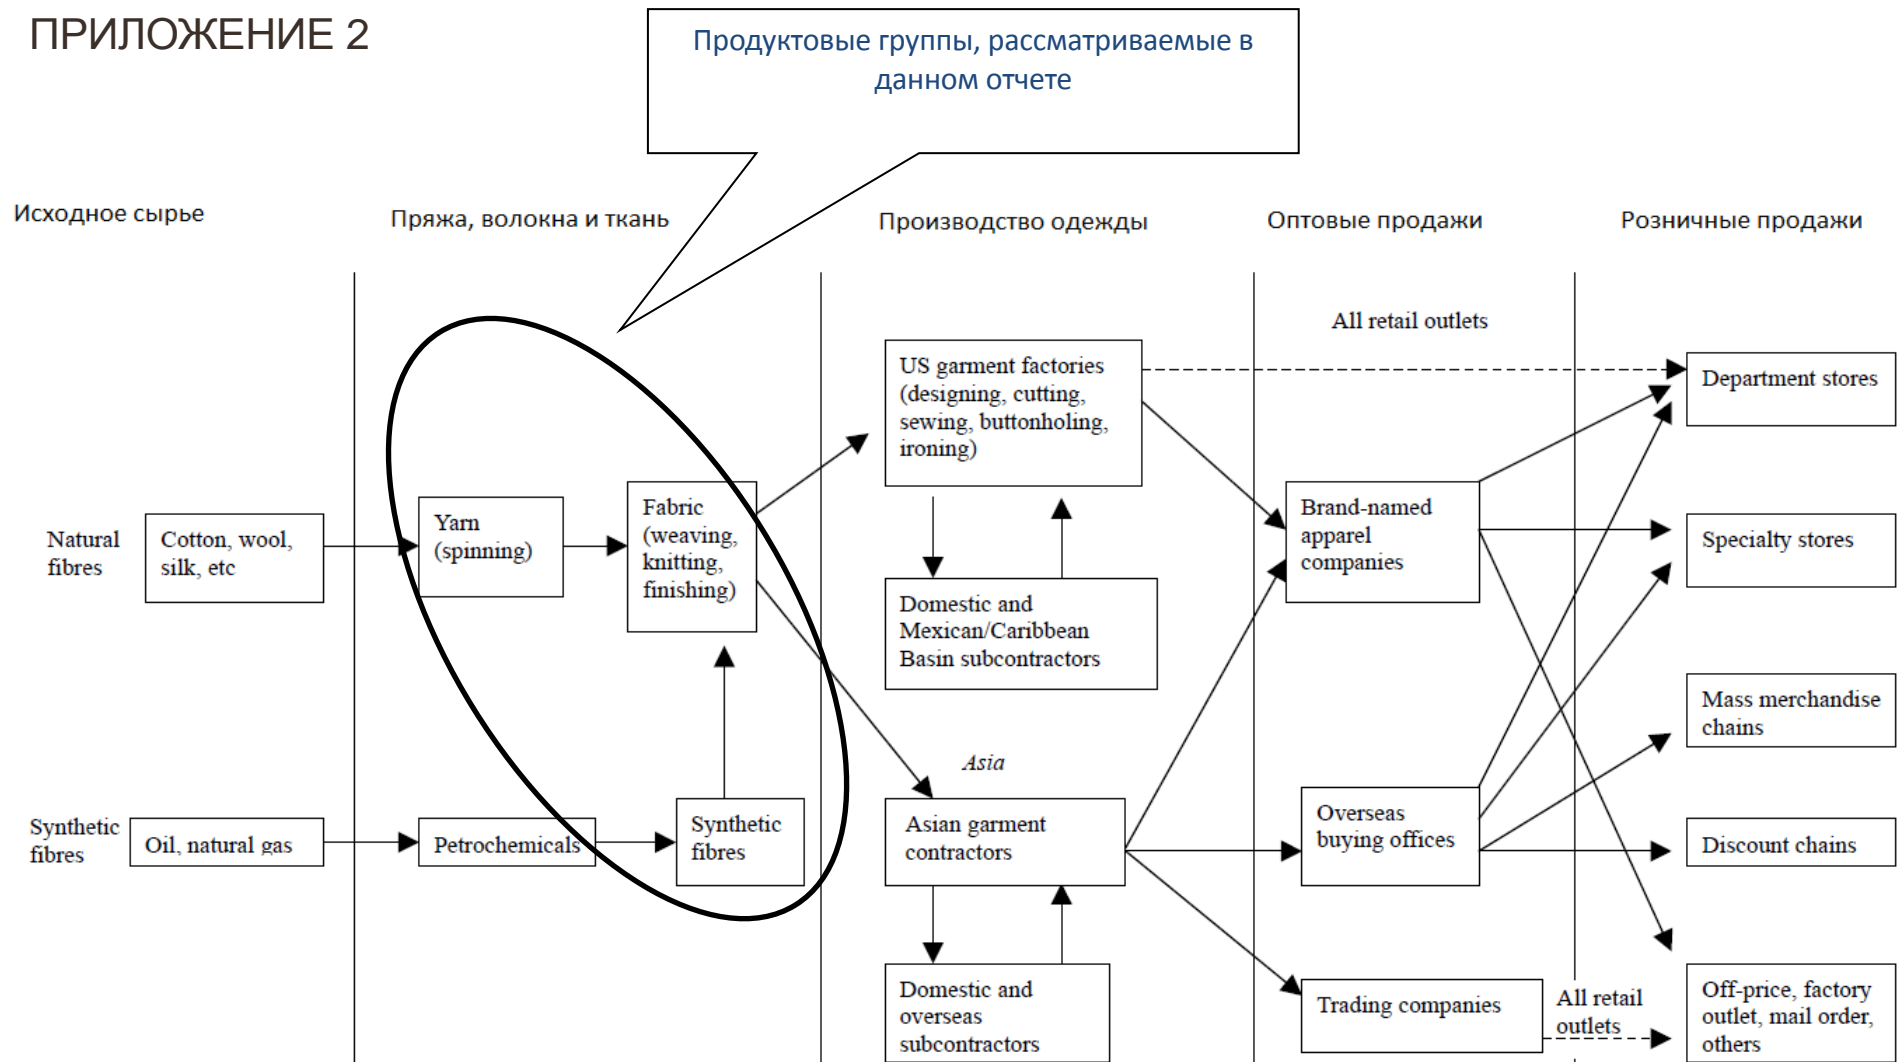 ПРИЛОЖЕНИЕ 2
Продуктовые группы, рассматриваемые в
данном отчете
Исходное сырье
Пряжа, волокна и ткань
Производство одежды
Оптовые продажи
Розничные продажи
All retail outlets
US garment factories
(designing, cutting,
sewing, buttonholing,
ironing)
Department stores
Natural
fibres
Cotton, wool,
silk, etc
Yarn
(spinning)
Fabric
(weaving,
knitting,
finishing)
Brand-named
apparel
companies
Specialty stores
Domestic and
Mexican/Caribbean
Basin subcontractors
Mass merchandise
chains
Asia
Synthetic
fibres
Oil, natural gas
Petrochemicals
Synthetic
fibres
Asian garment
contractors
Overseas
buying offices
Discount chains
Domestic and
overseas
subcontractors
Trading companies
All retail
outlets
Off-price, factory
outlet, mail order,
others